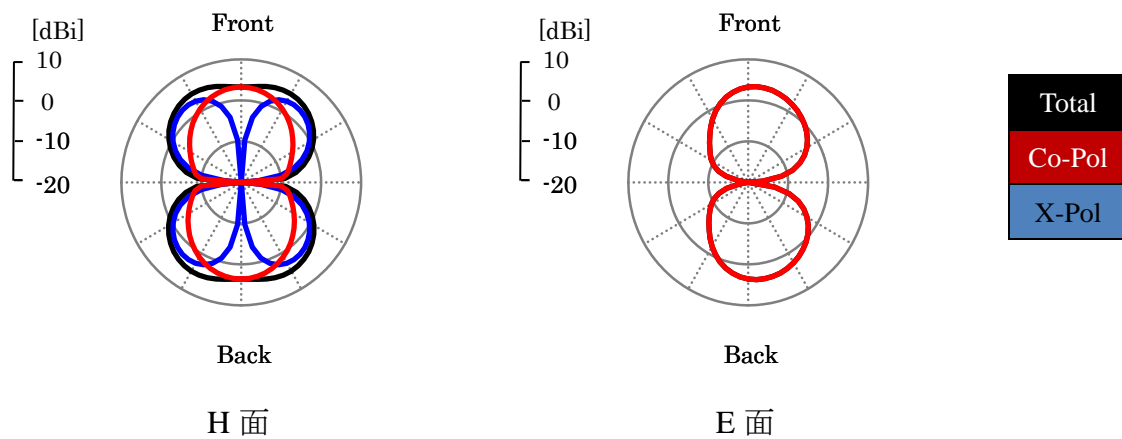 [dBi]
Front
10
0
-10
-20
Back
H 面
[dBi]
Front
10
0
-10
-20
Back
E 面
Total
Co-Pol
X-Pol